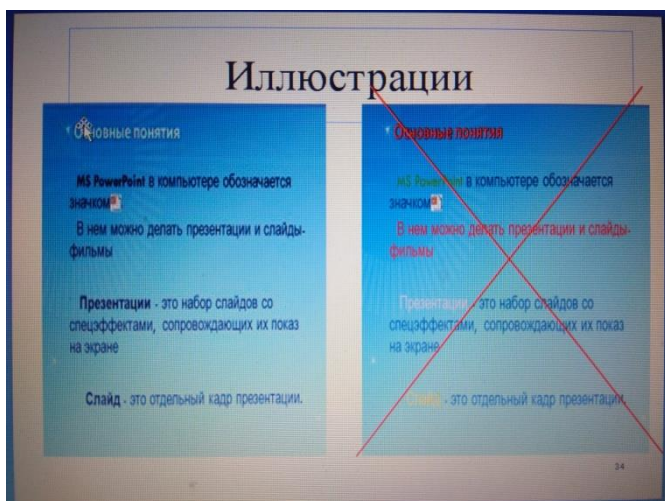 Иллюстрации
Основные понятия
MS PowerPoint в компьютере обозначается
значком
В нем можно делать презентации и слайды-
фильмы
Презентации - это набор слайдов со
спецэффектами, сопровождающих их показ
на экране
Слайд - это отдельный кадр презентации.
Основные понятия
MS PowerPoint в компьютере обозначается
значком
В нем можно делать презентации и слайды-
фильмы
Презентации - это набор слайдов со
спецэффектами, сопровождающих их показ
на экране
Слайд - это отдельный кадр презентации.
24